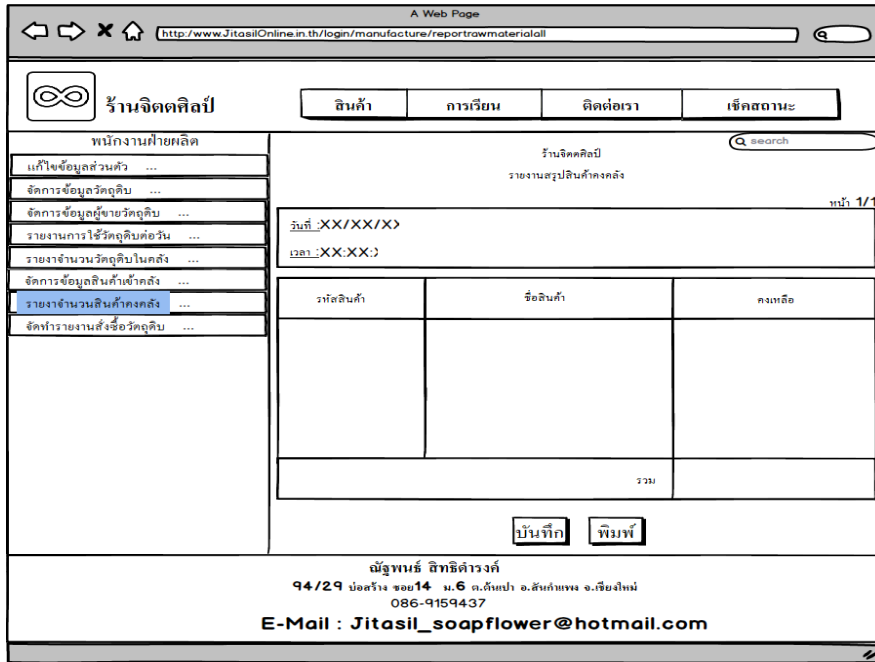 A Web Page
http:/www.JitasilOnline.in.th/login/manufacture/reportrawmaterialall
ร้านจิตตศิลป์
สินค้า การเรียน ติดต่อเรา เช็คสถานะ
พนักงานฝ่ายผลิต
แก้ไขข้อมูลส่วนตัว ...
จัดการข้อมูลวัตถุดิบ ...
จัดการข้อมูลผู้ขายวัตถุดิบ ...
รายงานการใช้วัตถุดิบต่อวัน ...
รายงาจำนวนวัตถุดิบในคลัง ...
จัดการข้อมูลสินค้าเข้าคลัง ...
รายงาจำนวนสินค้าคงคลัง ...
จัดทำรายงานสั่งซื้อวัตถุดิบ ...
search
ร้านจิตตศิลป์
รายงานสรุปสินค้าคงคลัง
หน้า 1/1
วันที่ :XX/XX/X
เวลา :XX:XX:
รหัสสินค้า ชื่อสินค้า คงเหลือ
รวม
บันทึก พิมพ์
ณัฐพนธ์ สิทธิดำรงค์
94/29 บ่อสร้าง ซอย14 ม.6 ต.ต้นเปา อ.สันกำแพง จ.เชียงใหม่
086-9159437
E-Mail : Jitasil_soapflower@hotmail.com